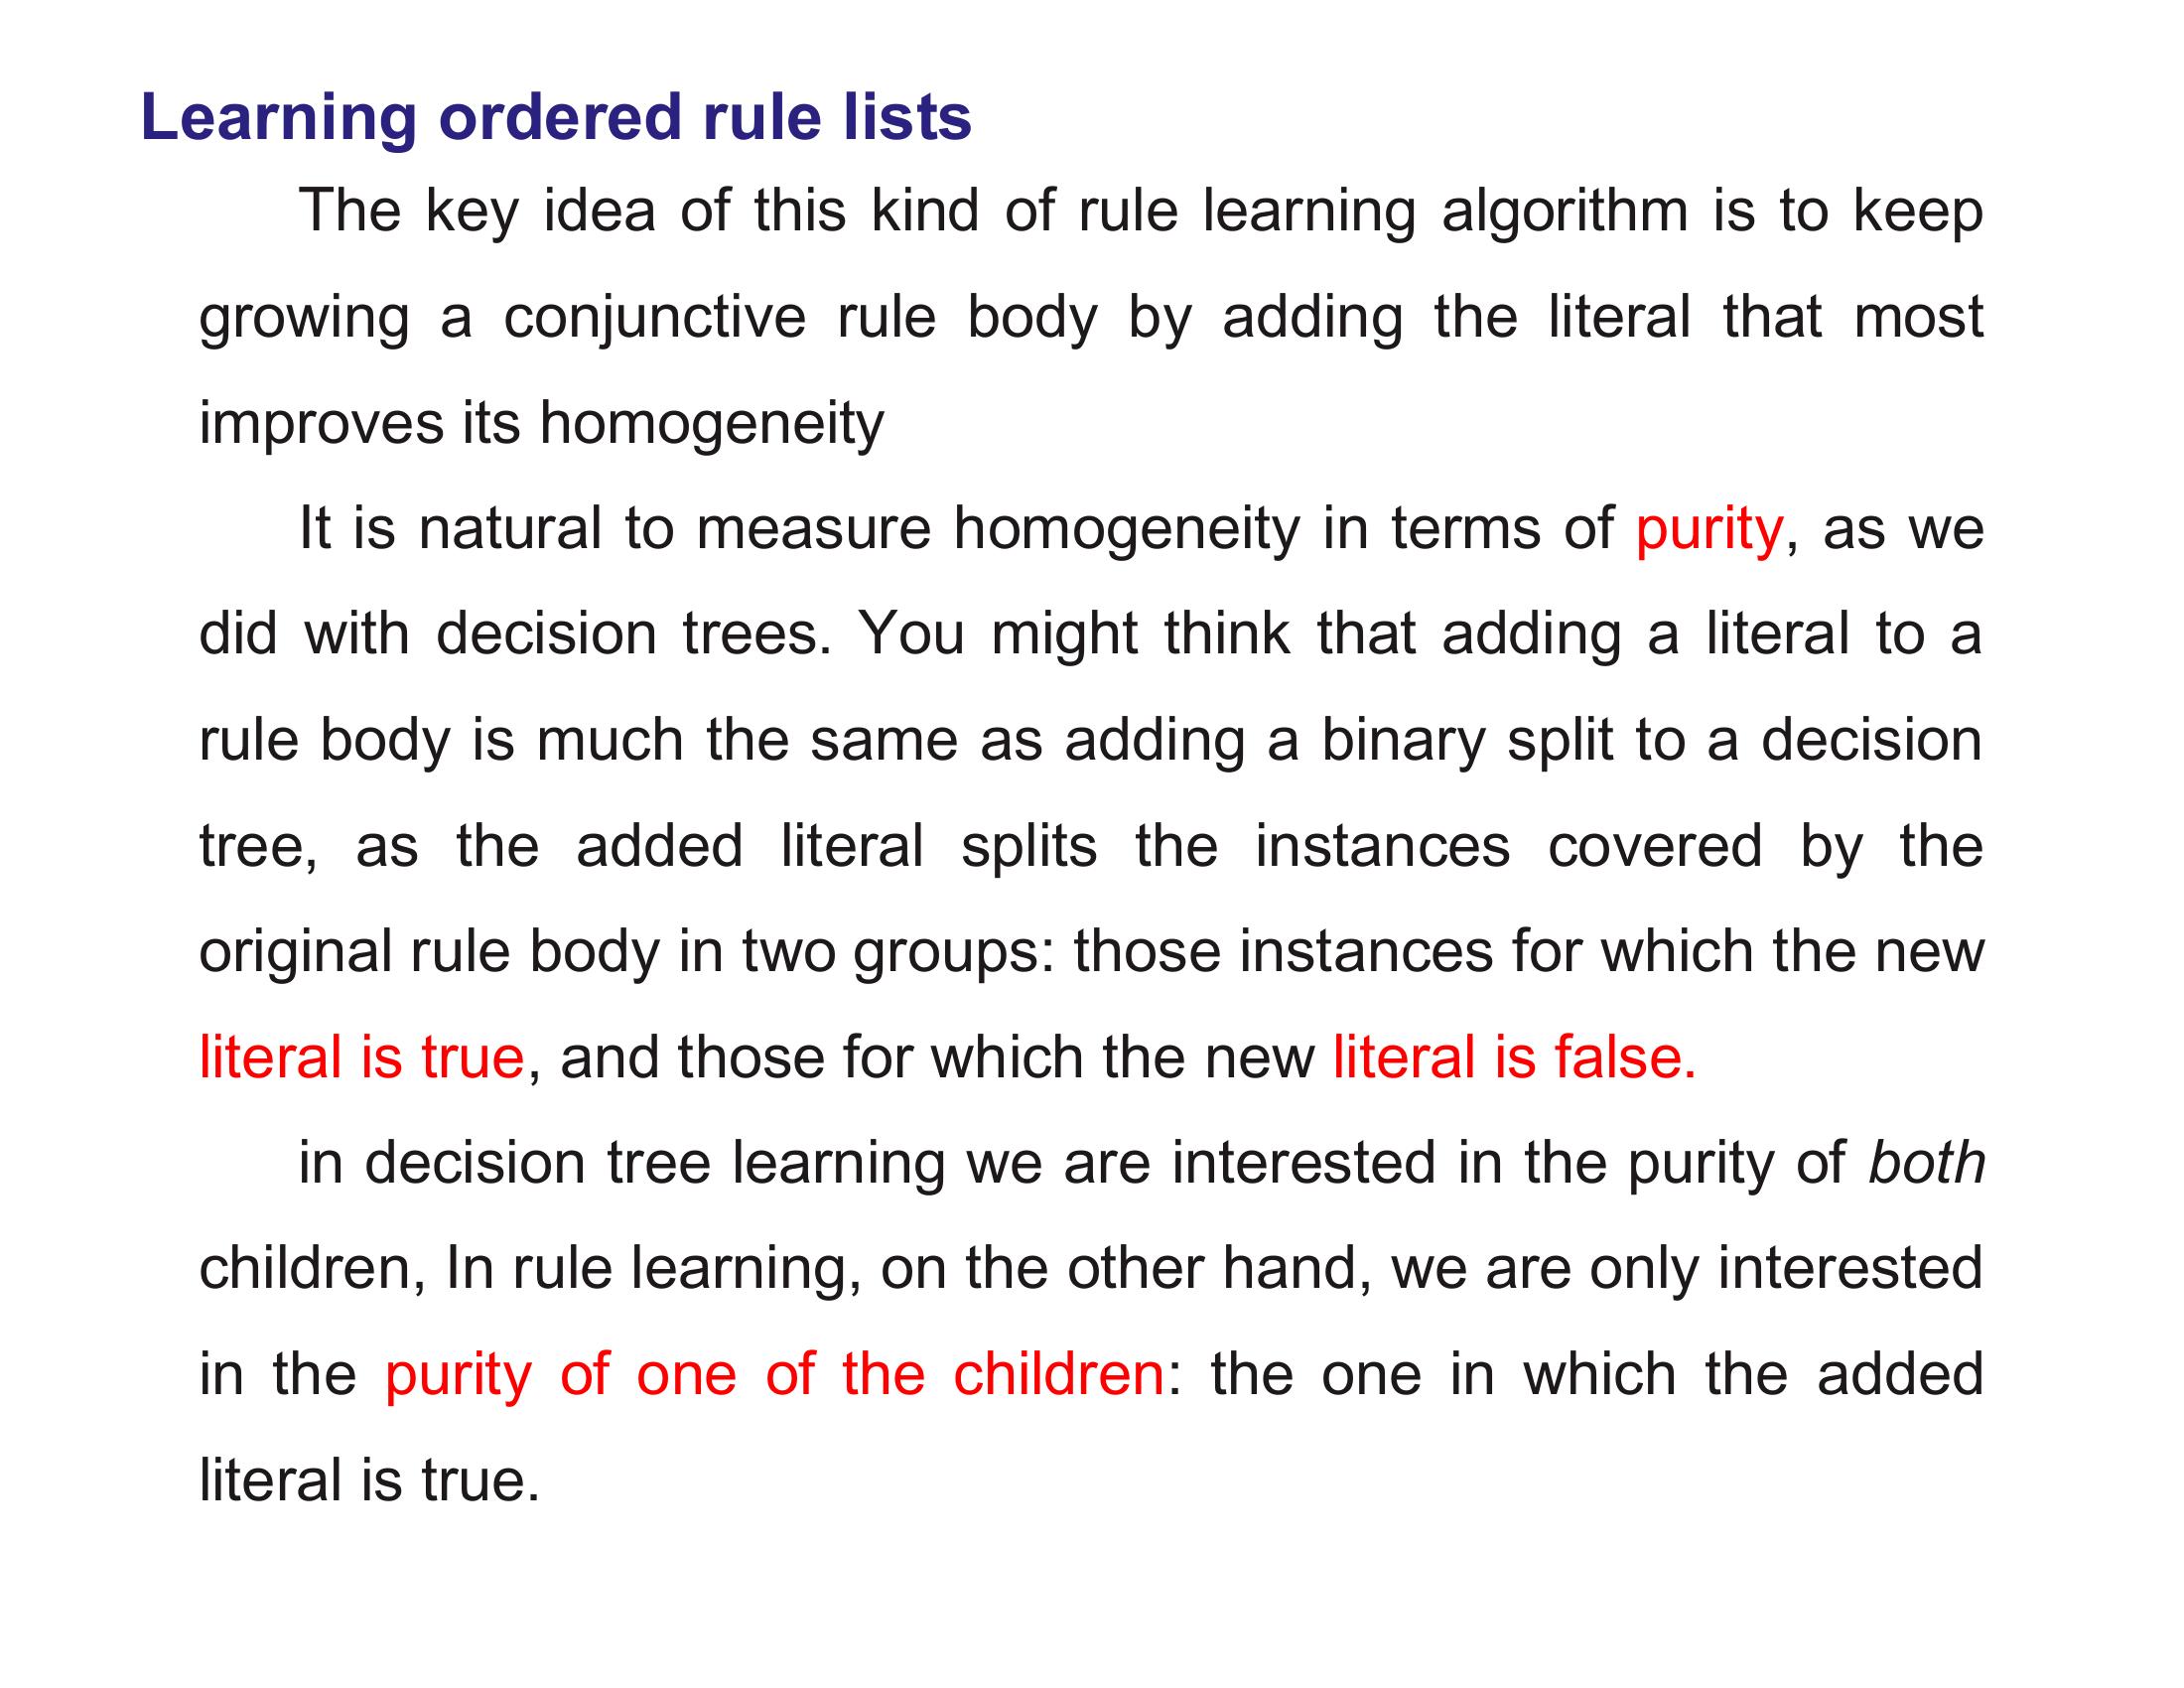 Learning ordered rule lists
The key idea of this kind of rule learning algorithm is to keep
growing a conjunctive rule body by adding the literal that most
improves its homogeneity
It is natural to measure homogeneity in terms of purity, as we
did with decision trees. You might think that adding a literal to a
rule body is much the same as adding a binary split to a decision
tree, as the added literal splits the instances covered by the
original rule body in two groups: those instances for which the new
literal is true, and those for which the new literal is false.
in decision tree learning we are interested in the purity of both
children, In rule learning, on the other hand, we are only interested
in the purity of one of the children: the one in which the added
literal is true.